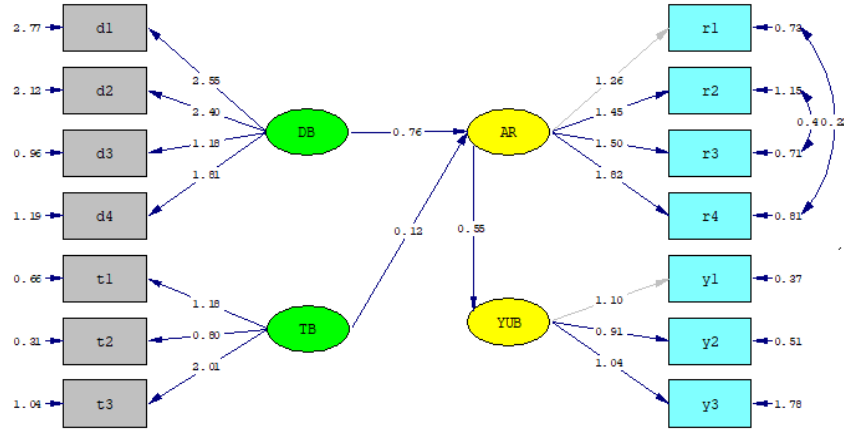 2.77 d1 r1 0.73
2.55 1.26
2.12 d2 r2 1.15
2.40 1.45
DB 0.76 AR 0.40.22
0.96 d3 1.18 1.50 r3 0.71
1.81 1.82
1.19 d4 r4 0.81
0.12 0.55
0.66 t1 y1 0.37
1.18 1.10
TB YUB
0.31 t2 0.80 0.91 y2 0.51
2.01 1.04
1.04 t3 y3 1.78